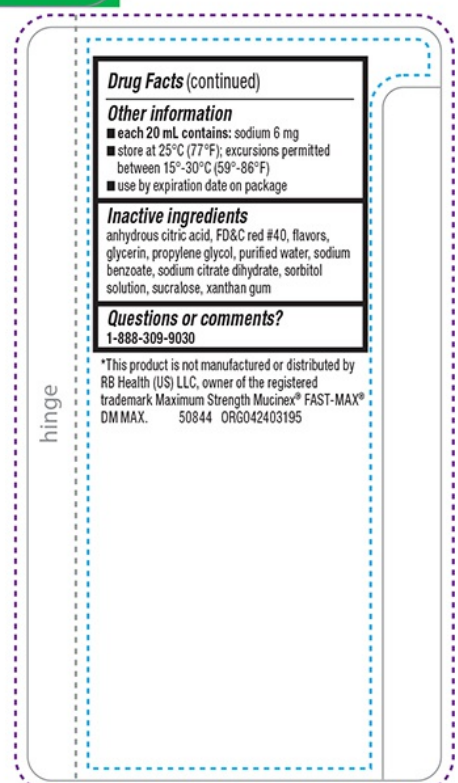 Drug Facts (continued)
Other information
■ each 20 mL contains: sodium 6 mg
■ store at 25°C (77°F); excursions permitted
between 15°-30°C (59°-86°F)
■ use by expiration date on package
Inactive ingredients
anhydrous citric acid, FD&C red #40, flavors,
glycerin, propylene glycol, purified water, sodium
benzoate, sodium citrate dihydrate, sorbitol
solution, sucralose, xanthan gum
Questions or comments?
1-888-309-9030
*This product is not manufactured or distributed by
RB Health (US) LLC, owner of the registered
trademark Maximum Strength Mucinex® FAST-MAX®
DM MAX. 50844 ORG042403195
hinge